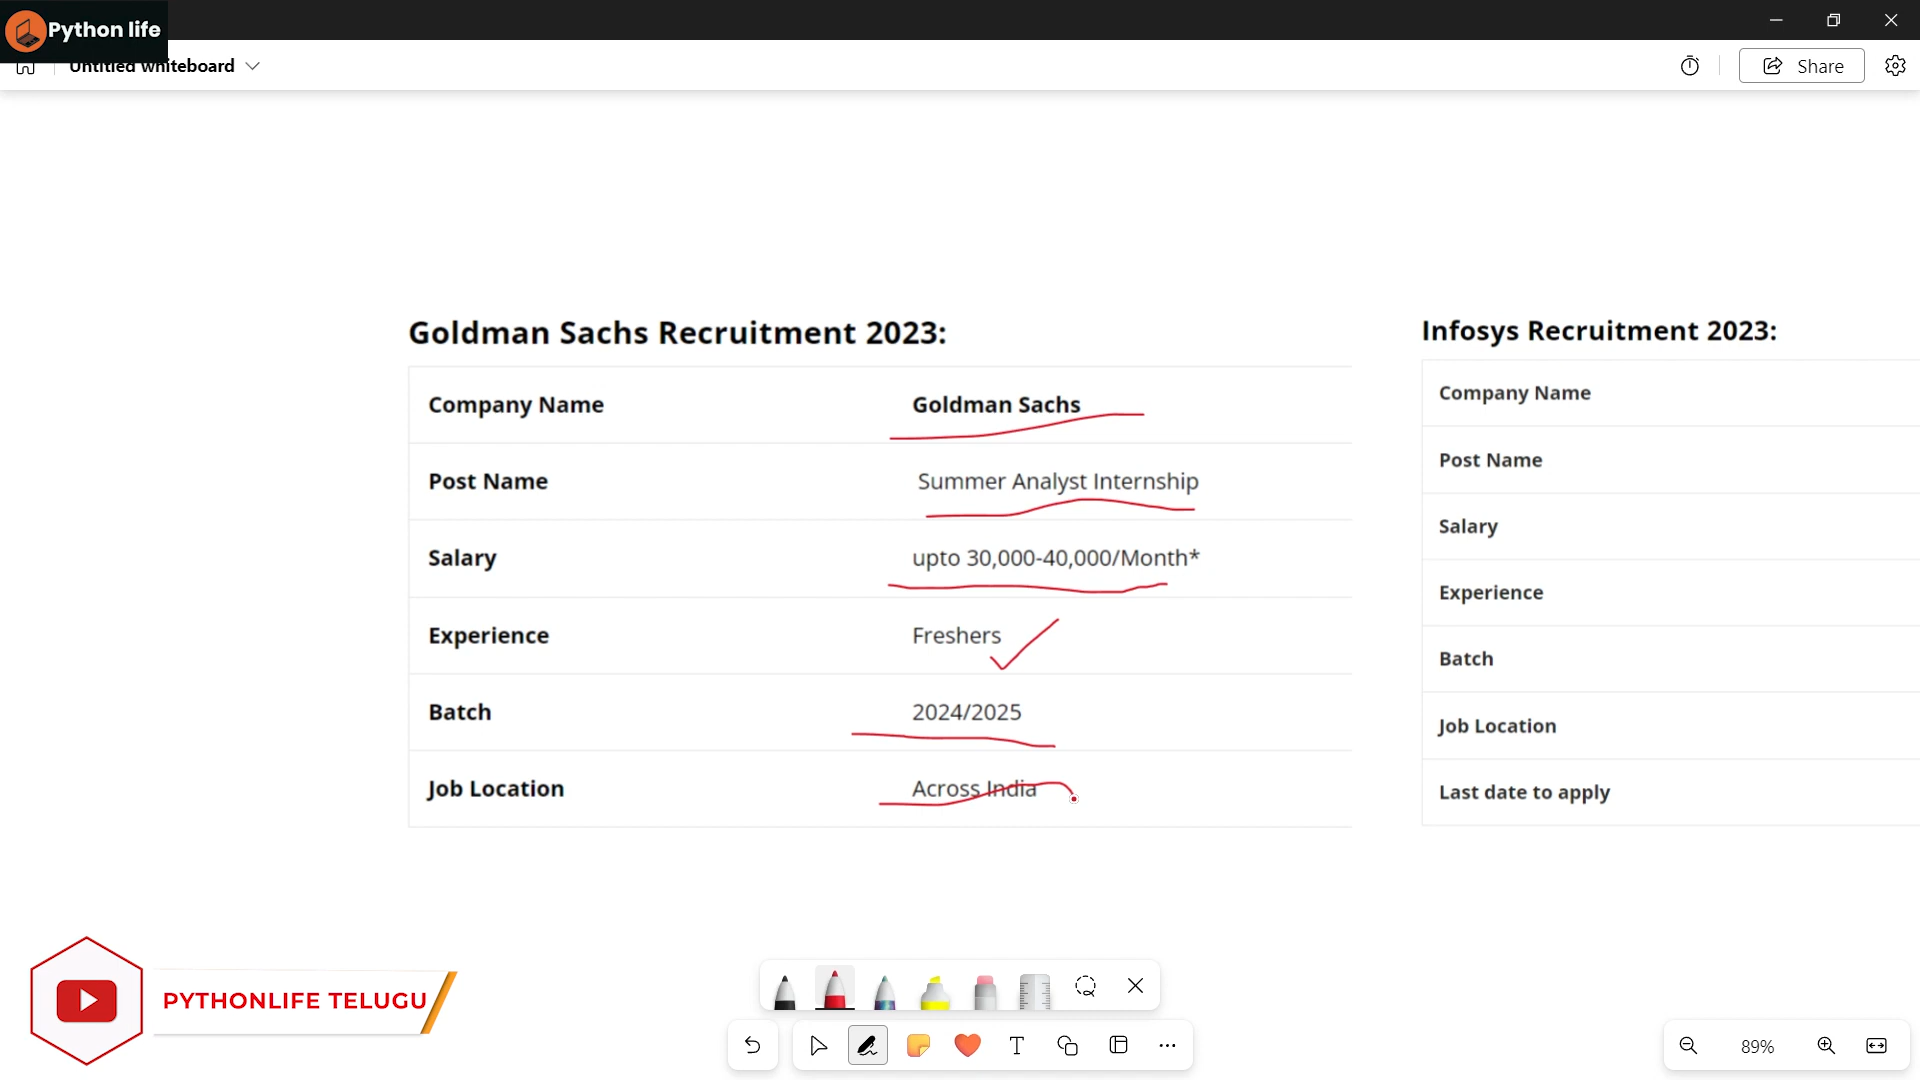 Python life
Untitled whiteboard
Share
Goldman Sachs Recruitment 2023:
Company Name Goldman Sachs
Post Name Summer Analyst Internship
Salary upto 30,000-40,000/Month*
Experience Freshers
Batch 2024/2025
Job Location Across India
Infosys Recruitment 2023:
Company Name
Post Name
Salary
Experience
Batch
Job Location
Last date to apply
PYTHONLIFE TELUGU
89%